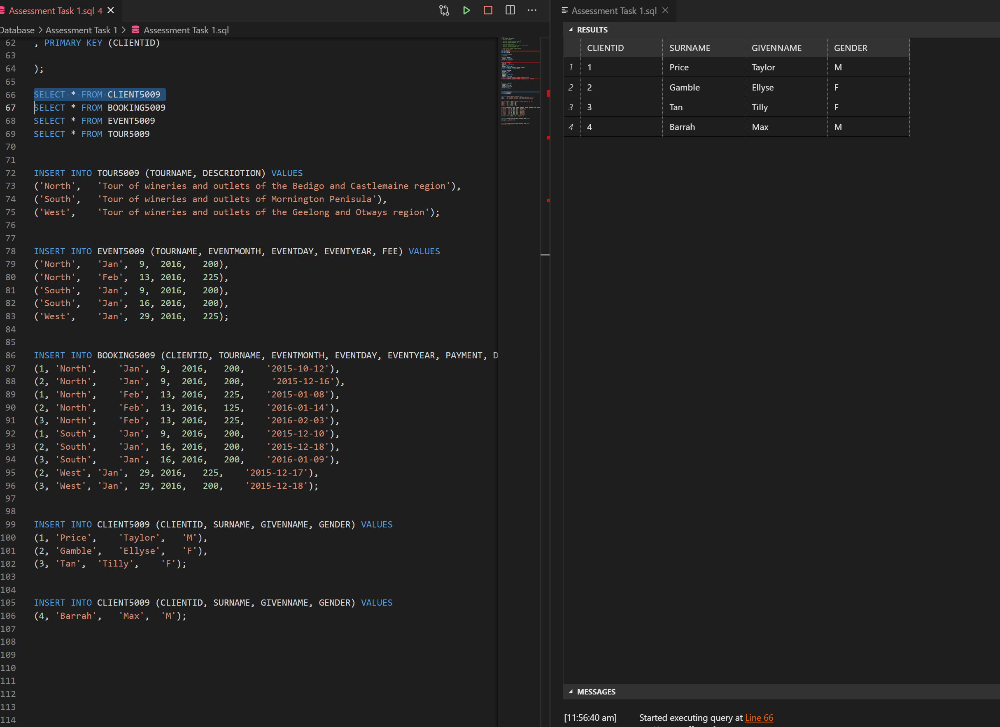 Assessment Task 1.sql 4
Database > Assessment Task 1 > Assessment Task 1.sql
62 , PRIMARY KEY (CLIENTID)
63
64 );
65
66 SELECT * FROM CLIENT5009
67 SELECT * FROM BOOKING5009
68 SELECT * FROM EVENT5009
69 SELECT * FROM TOUR5009
70
71
72 INSERT INTO TOUR5009 (TOURNAME, DESCRIOTION) VALUES
73 ('North', 'Tour of wineries and outlets of the Bedigo and Castlemaine region'),
74 ('South', 'Tour of wineries and outlets of Mornington Penisula'),
75 ('West', 'Tour of wineries and outlets of the Geelong and Otways region');
76
77
78 INSERT INTO EVENT5009 (TOURNAME, EVENTMONTH, EVENTDAY, EVENTYEAR, FEE) VALUES
79 ('North', 'Jan', 9, 2016, 200),
80 ('North', 'Feb', 13, 2016, 225),
81 ('South', 'Jan', 9, 2016, 200),
82 ('South', 'Jan', 16, 2016, 200),
83 ('West', 'Jan', 29, 2016, 225);
84
85
86 INSERT INTO BOOKING5009 (CLIENTID, TOURNAME, EVENTMONTH, EVENTDAY, EVENTYEAR, PAYMENT, D
87 (1, 'North', 'Jan', 9, 2016, 200, '2015-10-12'),
88 (2, 'North', 'Jan', 9, 2016, 200, '2015-12-16'),
89 (1, 'North', 'Feb', 13, 2016, 225, '2015-01-08'),
90 (2, 'North', 'Feb', 13, 2016, 125, '2016-01-14'),
91 (3, 'North', 'Feb', 13, 2016, 225, '2016-02-03'),
92 (1, 'South', 'Jan', 9, 2016, 200, '2015-12-10'),
93 (2, 'South', 'Jan', 16, 2016, 200, '2015-12-18'),
94 (3, 'South', 'Jan', 16, 2016, 200, '2016-01-09'),
95 (2, 'West', 'Jan', 29, 2016, 225, '2015-12-17'),
96 (3, 'West', 'Jan', 29, 2016, 200, '2015-12-18');
97
98
99 INSERT INTO CLIENT5009 (CLIENTID, SURNAME, GIVENNAME, GENDER) VALUES
100 (1, 'Price', 'Taylor', 'M'),
101 (2, 'Gamble', 'Ellyse', 'F'),
102 (3, 'Tan', 'Tilly', 'F');
103
104
105 INSERT INTO CLIENT5009 (CLIENTID, SURNAME, GIVENNAME, GENDER) VALUES
106 (4, 'Barrah', 'Max', 'M');
107
108
109
110
111
112
113
114
Assessment Task 1.sql
RESULTS
CLIENTID SURNAME GIVENNAME GENDER
1 1 Price Taylor M
2 2 Gamble Ellyse F
3 3 Tan Tilly F
4 4 Barrah Max M
MESSAGES
[11:56:40 am] Started executing query at Line 66